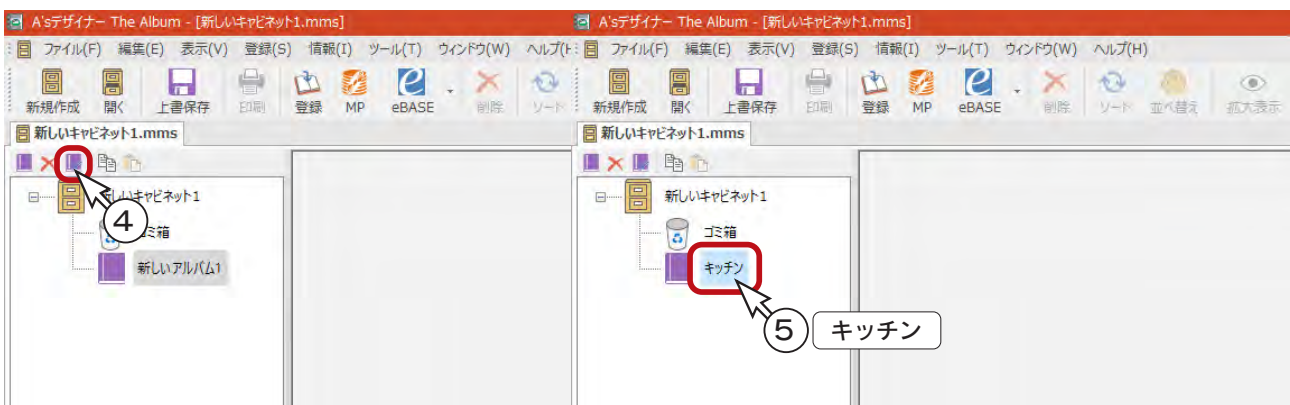 A'sデザイナー The Album - [新しいキャビネット1.mms]
ファイル(F) 編集(E) 表示(V) 登録(S) 情報(I) ツール(T) ウィンドウ(W) ヘルプ(H
新規作成 開く 上書保存 印刷 登録 MP eBASE 削除 ソート
新しいキャビネット1.mms
新しいキャビネット1
ゴミ箱
新しいアルバム1
4
A'sデザイナー The Album - [新しいキャビネット1.mms]
ファイル(F) 編集(E) 表示(V) 登録(S) 情報(I) ツール(T) ウィンドウ(W) ヘルプ(H)
新規作成 開く 上書保存 印刷 登録 MP eBASE 削除 ソート 並べ替え 拡大表示
新しいキャビネット1.mms
新しいキャビネット1
ゴミ箱
キッチン
5 キッチン